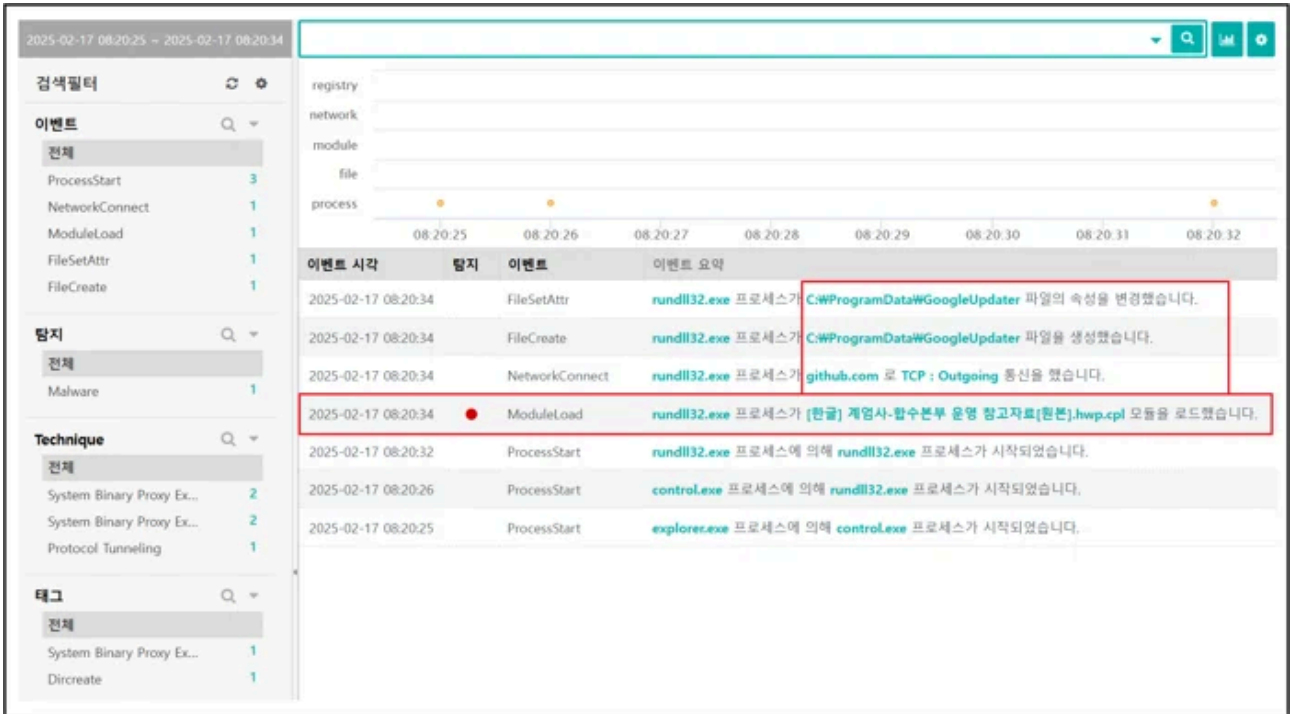 2025-02-17 08:20:25 ~ 2025-02-17 08:20:34
검색필터
이벤트
전체
ProcessStart 3
NetworkConnect 1
ModuleLoad 1
FileSetAttr 1
FileCreate 1
탐지
전체
Malware 1
Technique
전체
System Binary Proxy Ex... 2
System Binary Proxy Ex... 2
Protocol Tunneling 1
태그
전체
System Binary Proxy Ex... 1
Dircreate 1
registry
network
module
file
process
08:20:25 08:20:26 08:20:27 08:20:28 08:20:29 08:20:30 08:20:31 08:20:32
이벤트 시각 탐지 이벤트 이벤트 요약
2025-02-17 08:20:34 FileSetAttr rundll32.exe 프로세스가 C:₩ProgramData₩GoogleUpdater 파일의 속성을 변경했습니다.
2025-02-17 08:20:34 FileCreate rundll32.exe 프로세스가 C:₩ProgramData₩GoogleUpdater 파일을 생성했습니다.
2025-02-17 08:20:34 NetworkConnect rundll32.exe 프로세스가 github.com 로 TCP : Outgoing 통신을 했습니다.
2025-02-17 08:20:34 ModuleLoad rundll32.exe 프로세스가 [한글] 계엄사-합수본부 운영 참고자료[원본].hwp.cpl 모듈을 로드했습니다.
2025-02-17 08:20:32 ProcessStart rundll32.exe 프로세스에 의해 rundll32.exe 프로세스가 시작되었습니다.
2025-02-17 08:20:26 ProcessStart control.exe 프로세스에 의해 rundll32.exe 프로세스가 시작되었습니다.
2025-02-17 08:20:25 ProcessStart explorer.exe 프로세스에 의해 control.exe 프로세스가 시작되었습니다.